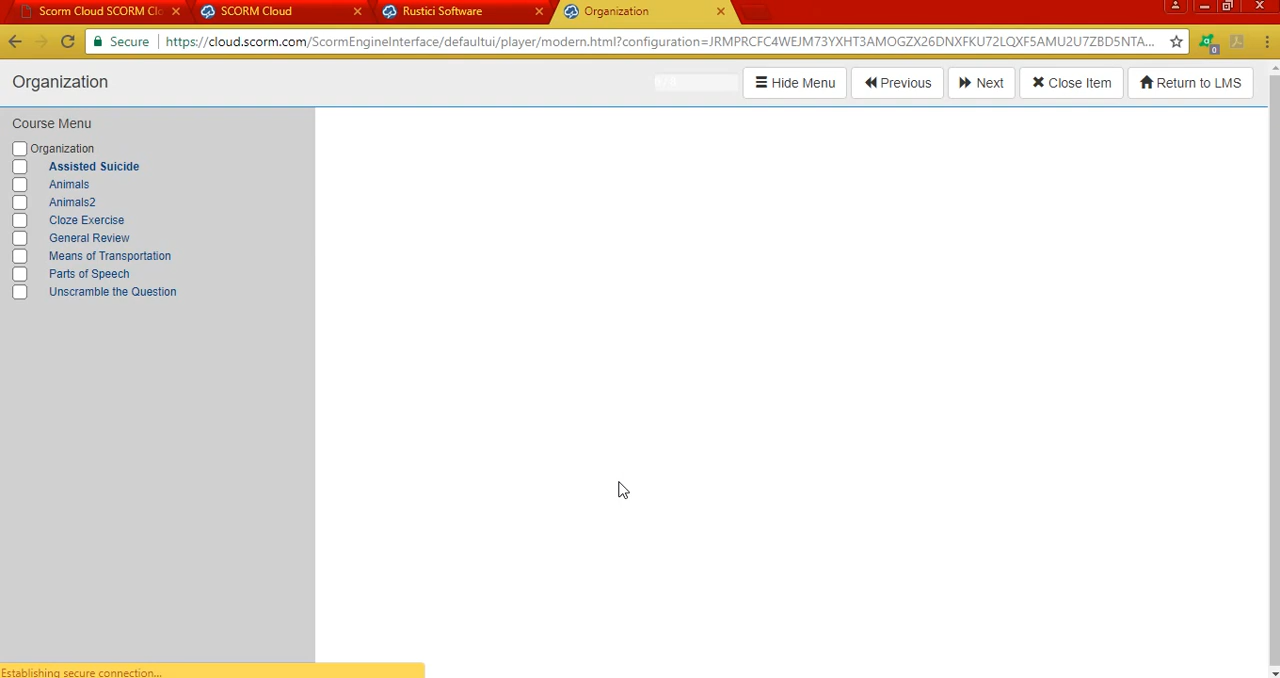 Scorm Cloud SCORM Clo
SCORM Cloud
Rustici Software
Organization
Secure https://cloud.scorm.com/ScormEngineInterface/defaultui/player/modern.html?configuration=JRMPRCFC4WEJM73YXHT3AMOGZX26DNXFKU72LQXF5AMU2U7ZBD5NTA...
0
Organization
Hide Menu
Previous
Next
Close Item
Return to LMS
Course Menu
Organization
Assisted Suicide
Animals
Animals2
Cloze Exercise
General Review
Means of Transportation
Parts of Speech
Unscramble the Question
Establishing secure connection...